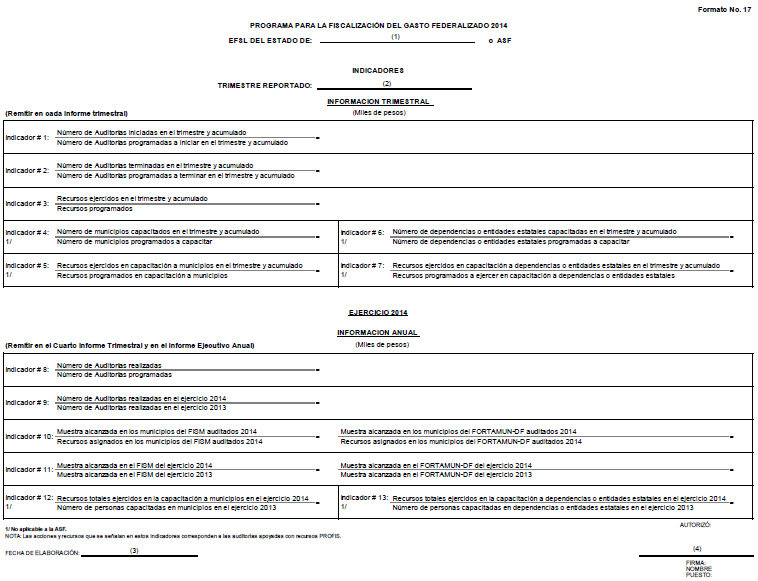 Formato No. 17
PROGRAMA PARA LA FISCALIZACIÓN DEL GASTO FEDERALIZADO 2014
EFSL DEL ESTADO DE: (1) o ASF
INDICADORES
TRIMESTRE REPORTADO: (2)
INFORMACION TRIMESTRAL
(Remitir en cada Informe trimestral) (Miles de pesos)
Indicador # 1: Número de Auditorías iniciadas en el trimestre y acumulado =
Número de Auditorías programadas a iniciar en el trimestre y acumulado
Indicador # 2: Número de Auditorías terminadas en el trimestre y acumulado =
Número de Auditorías programadas a terminar en el trimestre y acumulado
Indicador # 3: Recursos ejercidos en el trimestre y acumulado =
Recursos programados
Indicador # 4: Número de municipios capacitados en el trimestre y acumulado =
1/ Número de municipios programados a capacitar
Indicador # 6: Número de dependencias o entidades estatales capacitadas en el trimestre y acumulado =
1/ Número de dependencias o entidades estatales programadas a capacitar
Indicador # 5: Recursos ejercidos en capacitación a municipios en el trimestre y acumulado =
1/ Recursos programados en capacitación a municipios
Indicador # 7: Recursos ejercidos en capacitación a dependencias o entidades estatales en el trimestre y acumulado =
1/ Recursos programados a ejercer en capacitación a dependencias o entidades estatales
EJERCICIO 2014
INFORMACION ANUAL
(Remitir en el Cuarto Informe Trimestral y en el Informe Ejecutivo Anual) (Miles de pesos)
Indicador # 8: Número de Auditorías realizadas =
Número de Auditorías programadas
Indicador # 9: Número de Auditorías realizadas en el ejercicio 2014 =
Número de Auditorías realizadas en el ejercicio 2013
Indicador # 10: Muestra alcanzada en los municipios del FISM auditados 2014 = Muestra alcanzada en los municipios del FORTAMUN-DF auditados 2014 =
Recursos asignados en los municipios del FISM auditados 2014 Recursos asignados en los municipios del FORTAMUN-DF auditados 2014
Indicador # 11: Muestra alcanzada en el FISM del ejercicio 2014 = Muestra alcanzada en el FORTAMUN-DF del ejercicio 2014 =
Muestra alcanzada en el FISM del ejercicio 2013 Muestra alcanzada en el FORTAMUN-DF del ejercicio 2013
Indicador # 12: Recursos totales ejercidos en la capacitación a municipios en el ejercicio 2014 =
1/ Número de personas capacitadas en municipios en el ejercicio 2013
Indicador # 13: Recursos totales ejercidos en la capacitación a dependencias o entidades estatales en el ejercicio 2014 =
1/ Número de personas capacitadas en dependencias o entidades estatales en el ejercicio 2013
1/ No aplicable a la ASF.
NOTA: Las acciones y recursos que se señalan en estos indicadores corresponden a las auditorías apoyadas con recursos PROFIS.
AUTORIZÓ:
FECHA DE ELABORACIÓN: (3)
(4)
FIRMA:
NOMBRE
PUESTO: